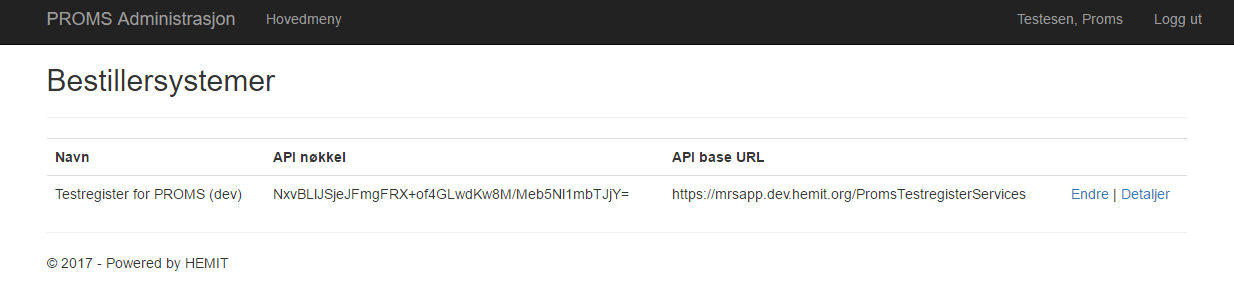 PROMS Administrasjon Hovedmeny Testesen, Proms Logg ut
Bestillersystemer
Navn API nøkkel API base URL
Testregister for PROMS (dev) NxvBLIJSjeJFmgFRX+of4GLwdKw8M/Meb5NI1mbTJjY= https://mrsapp.dev.hemit.org/PromsTestregisterServices Endre | Detaljer
© 2017 - Powered by HEMIT